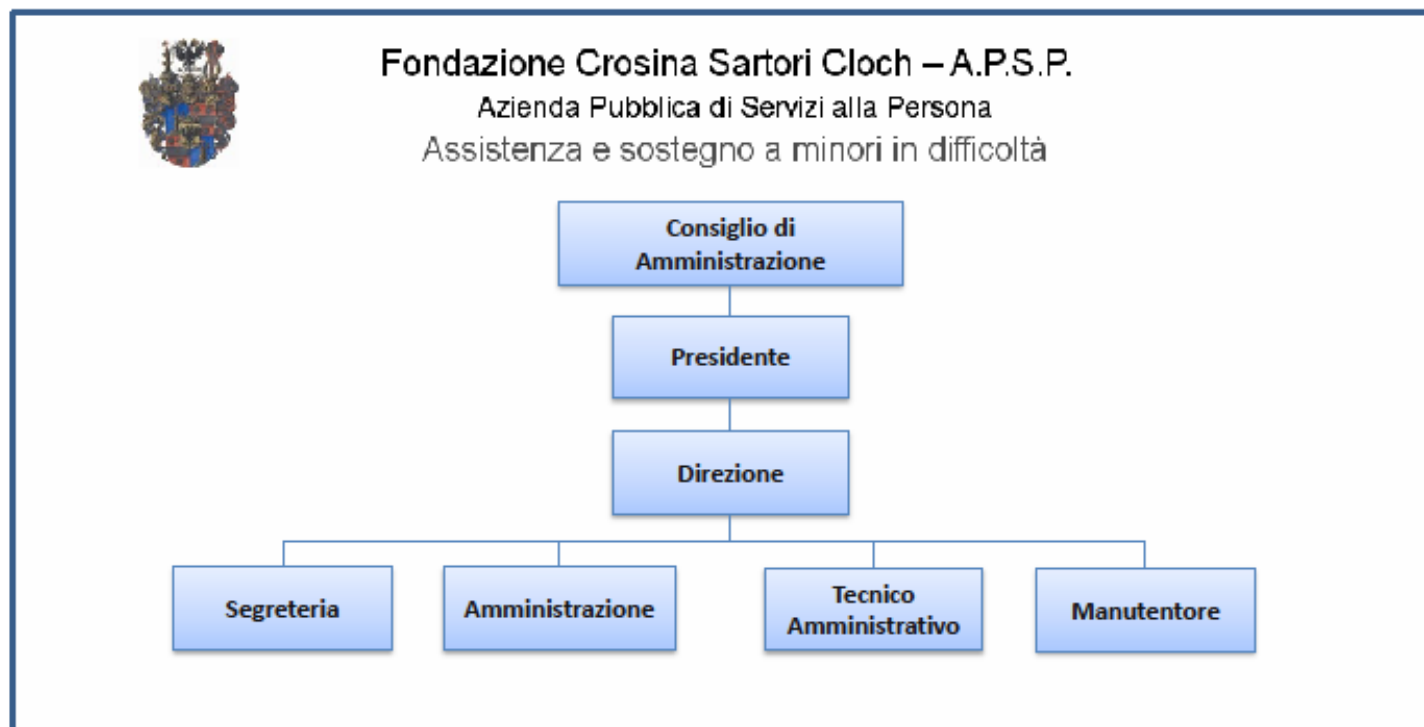 Fondazione Crosina Sartori Cloch – A.P.S.P.
Azienda Pubblica di Servizi alla Persona
Assistenza e sostegno a minori in difficoltà
Consiglio di
Amministrazione
Presidente
Direzione
Segreteria
Amministrazione
Tecnico
Amministrativo
Manutentore